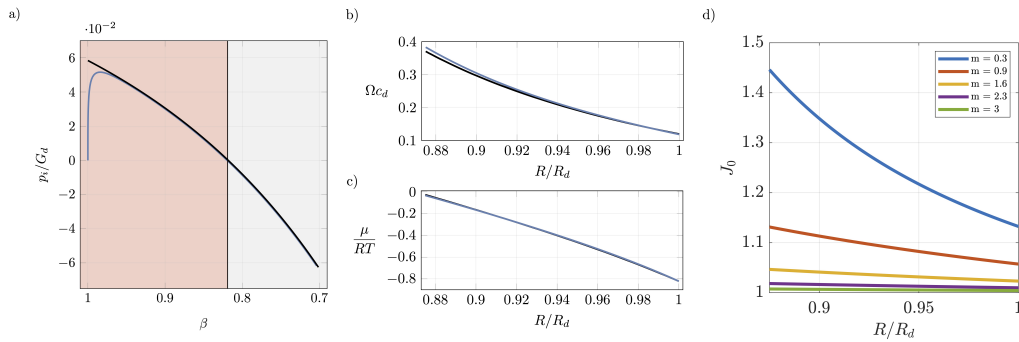 a)
·10⁻²
6
4
2
0
−2
−4
−6
1
0.9
0.8
0.7
p_i/G_d
β
b)
0.4
0.3
0.2
0.1
0.88
0.9
0.92
0.94
0.96
0.98
1
Ωc_d
R/R_d
c)
0
−0.2
−0.4
−0.6
−0.8
0.88
0.9
0.92
0.94
0.96
0.98
1
μ
RT
R/R_d
d)
1.5
1.4
1.3
1.2
1.1
1
0.9
0.95
1
J_0
R/R_d
m = 0.3
m = 0.9
m = 1.6
m = 2.3
m = 3